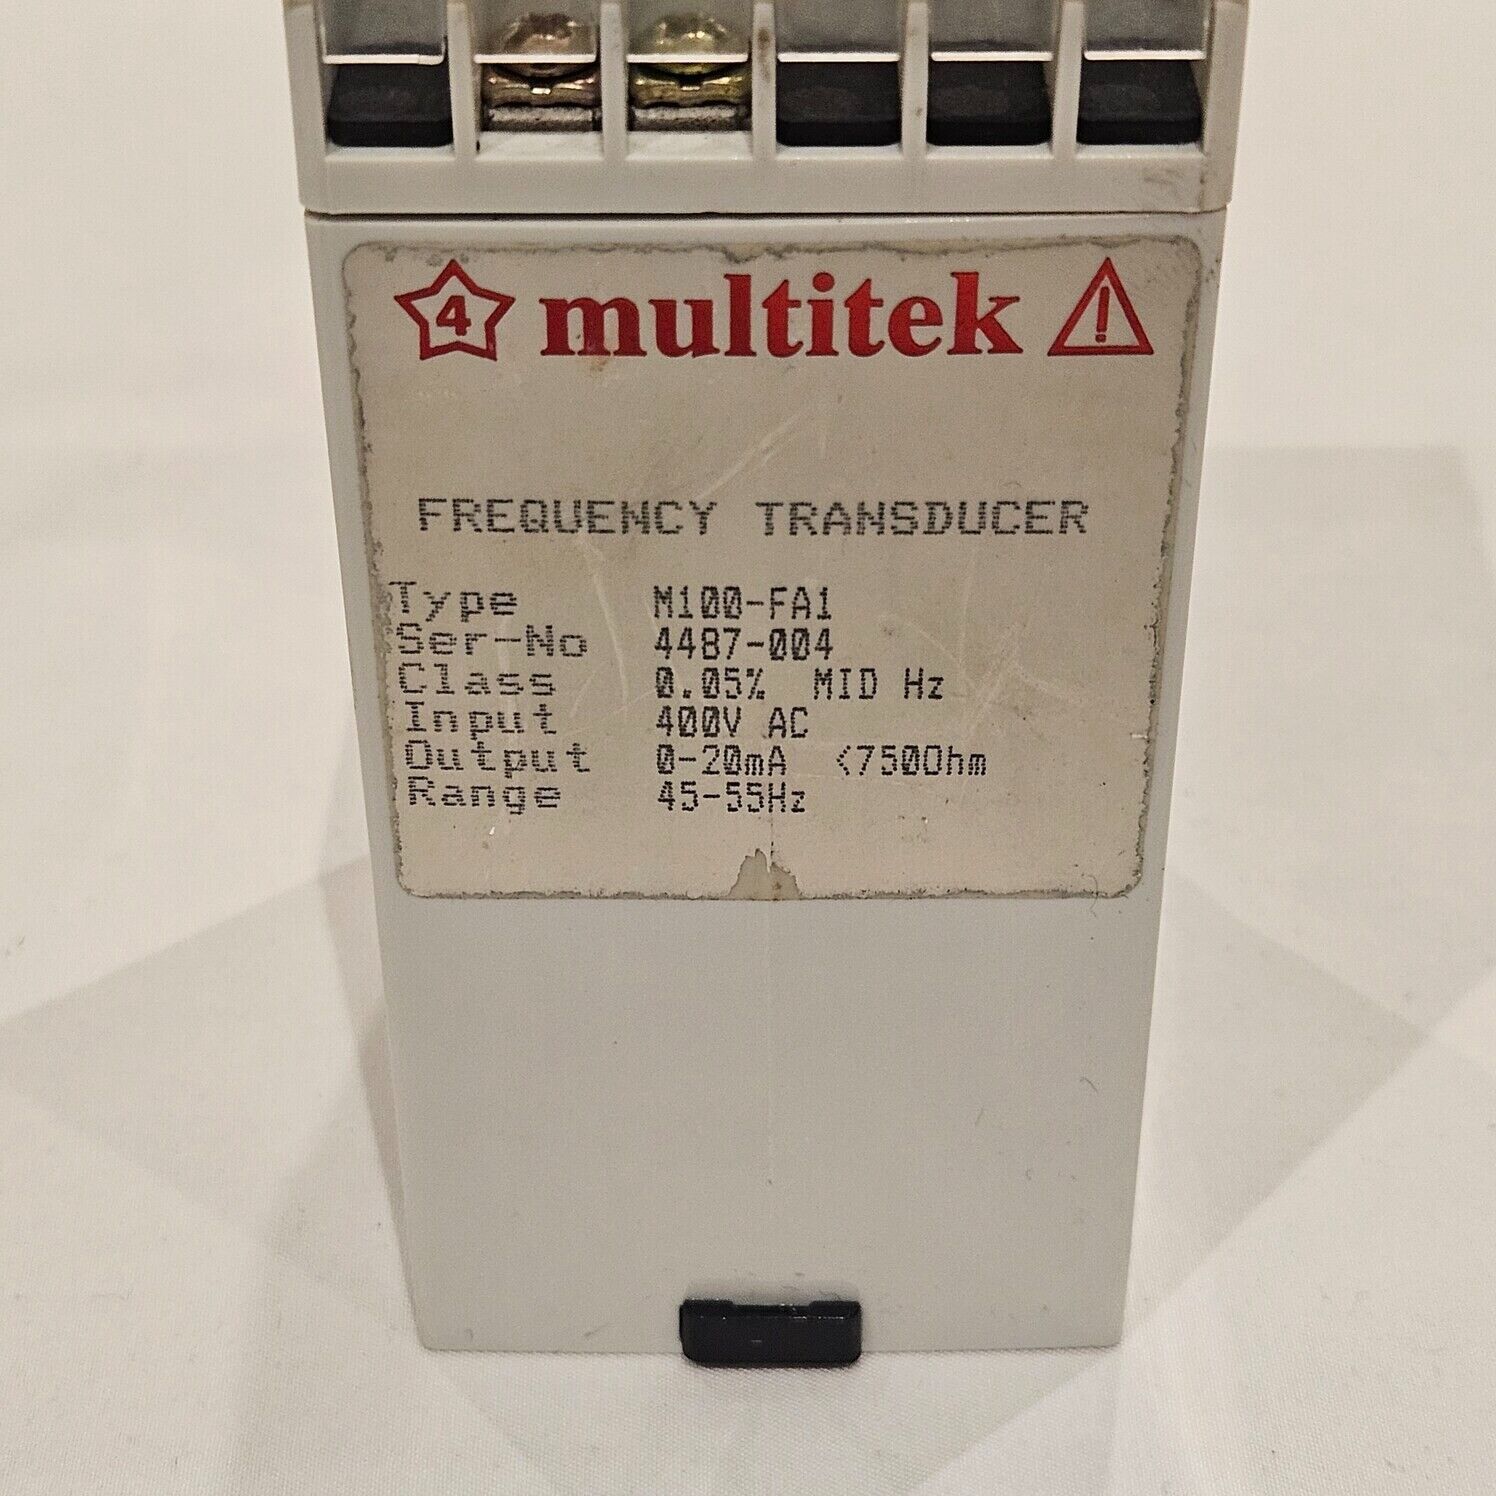 4 multitek !
FREQUENCY TRANSDUCER
Type M100-FA1
Ser-No 4487-004
Class 0.05% MID Hz
Input 400V AC
Output 0-20mA <750Ohm
Range 45-55Hz